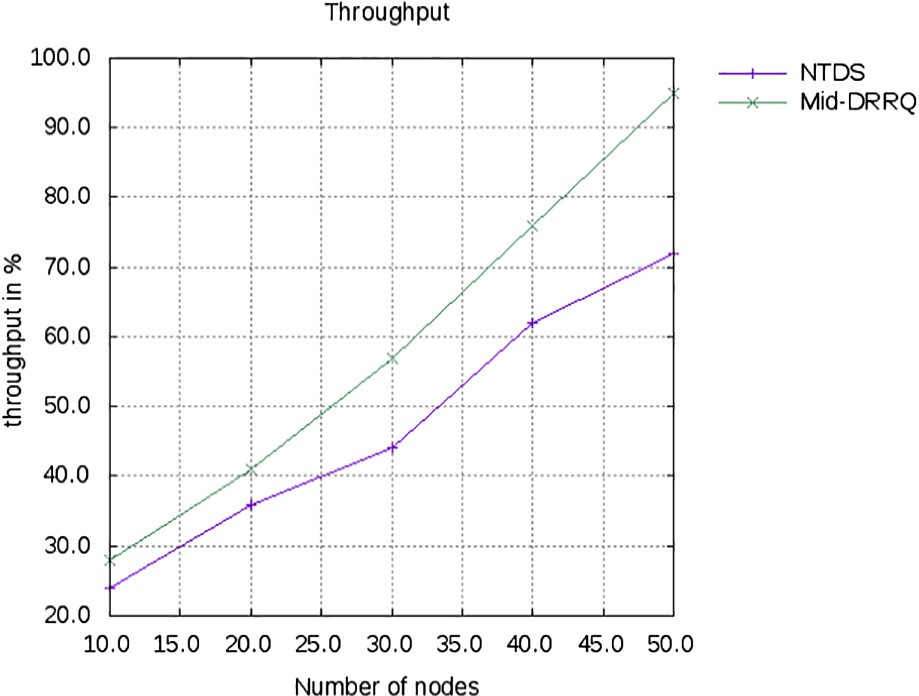 Throughput
NTDS
Mid-DRRQ
100.0
90.0
80.0
70.0
60.0
50.0
40.0
30.0
20.0
throughput in %
10.0 15.0 20.0 25.0 30.0 35.0 40.0 45.0 50.0
Number of nodes